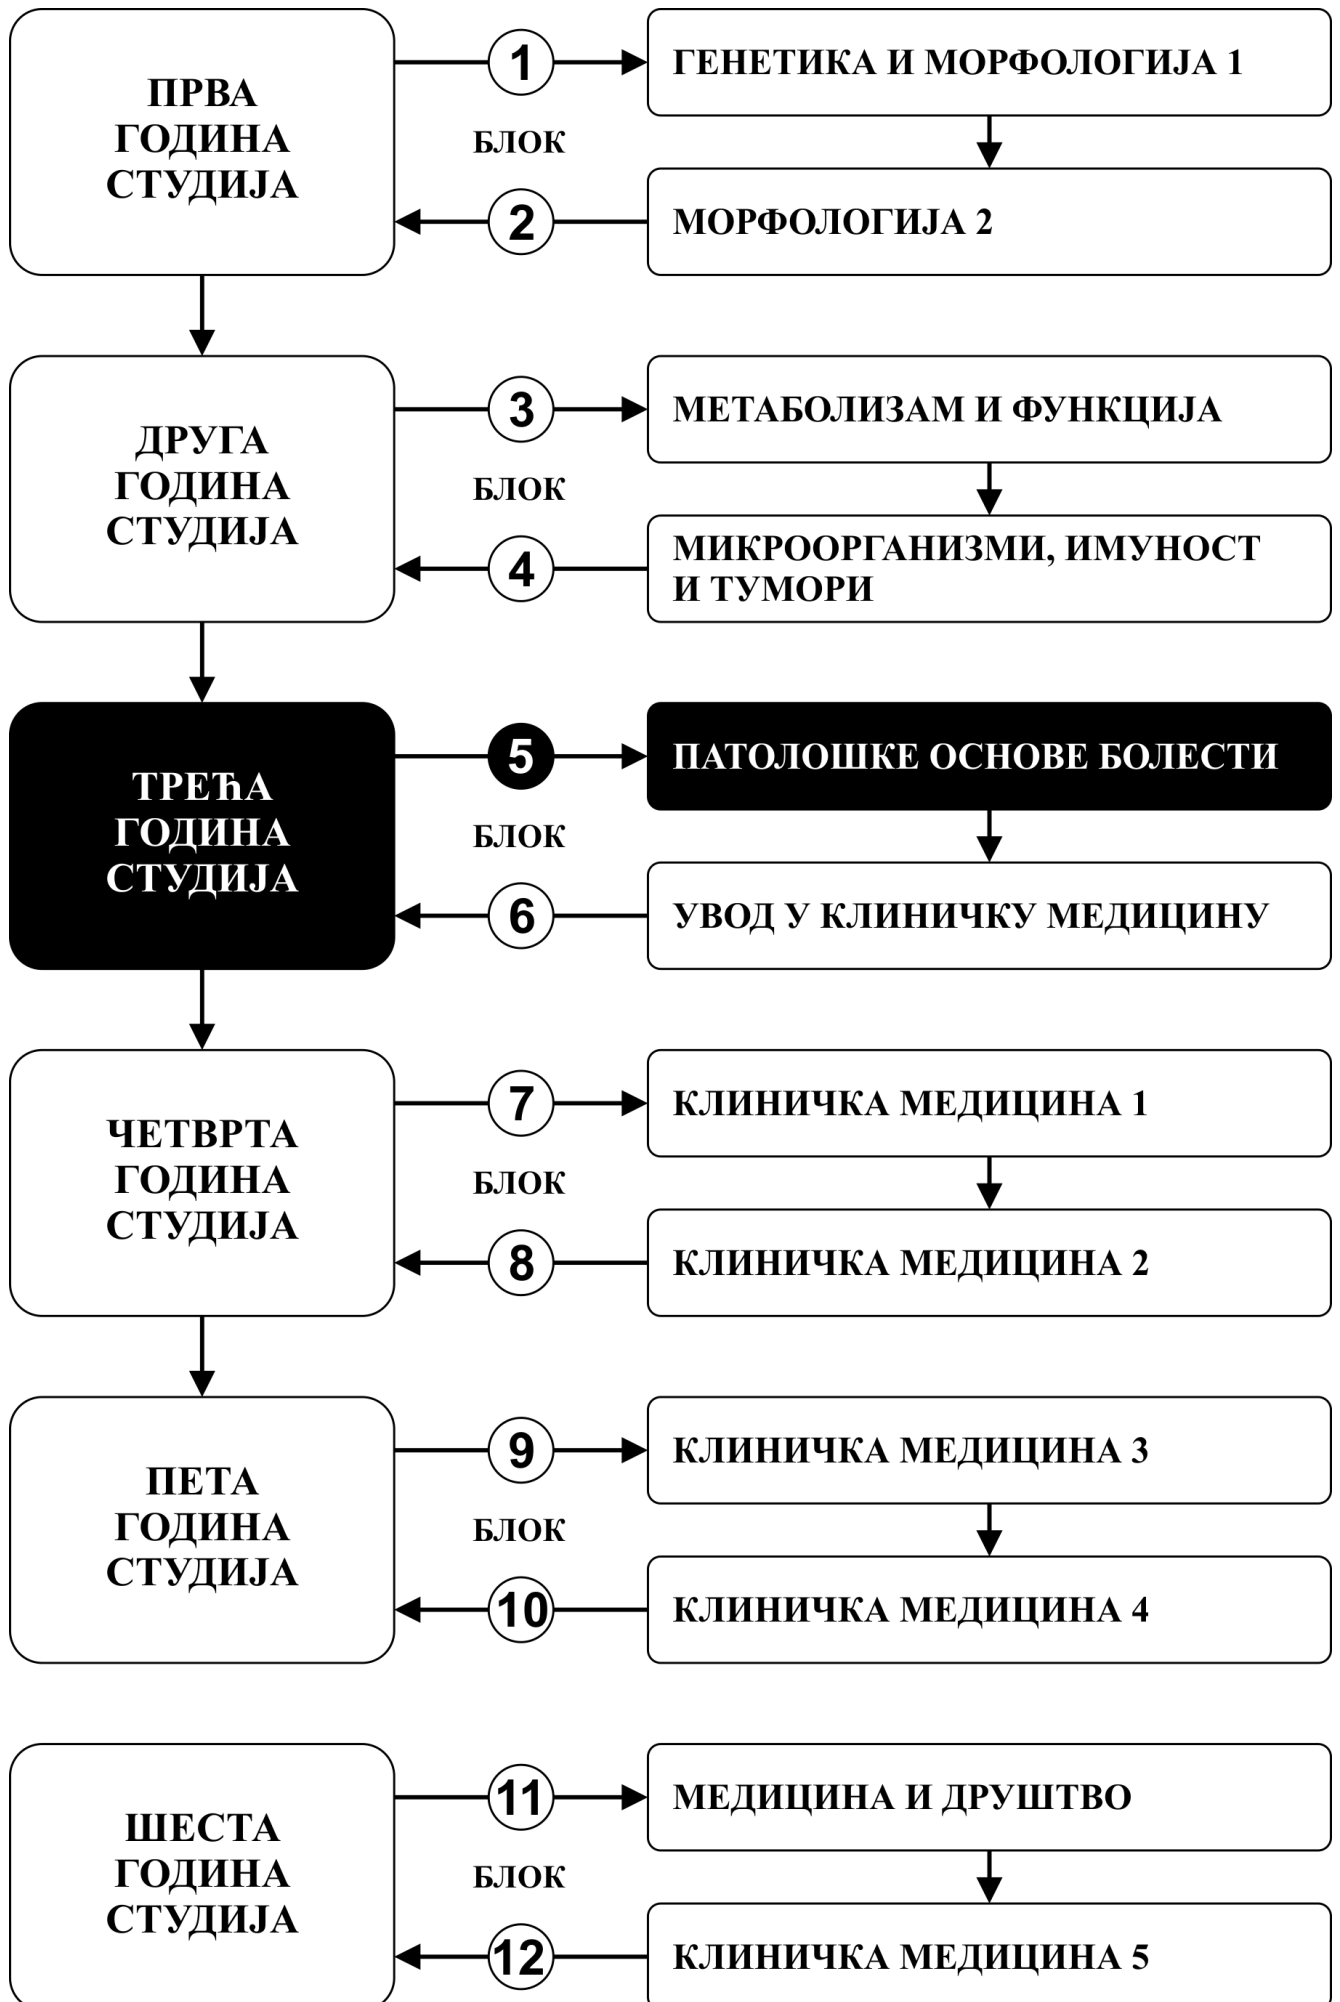 ПРВА
ГОДИНА
СТУДИЈА
1
БЛОК
2
ГЕНЕТИКА И МОРФОЛОГИЈА 1
МОРФОЛОГИЈА 2
ДРУГА
ГОДИНА
СТУДИЈА
3
БЛОК
4
МЕТАБОЛИЗАМ И ФУНКЦИЈА
МИКРООРГАНИЗМИ, ИМУНОСТ
И ТУМОРИ
ТРЕЋА
ГОДИНА
СТУДИЈА
5
БЛОК
6
ПАТОЛОШКЕ ОСНОВЕ БОЛЕСТИ
УВОД У КЛИНИЧКУ МЕДИЦИНУ
ЧЕТВРТА
ГОДИНА
СТУДИЈА
7
БЛОК
8
КЛИНИЧКА МЕДИЦИНА 1
КЛИНИЧКА МЕДИЦИНА 2
ПЕТА
ГОДИНА
СТУДИЈА
9
БЛОК
10
КЛИНИЧКА МЕДИЦИНА 3
КЛИНИЧКА МЕДИЦИНА 4
ШЕСТА
ГОДИНА
СТУДИЈА
11
БЛОК
12
МЕДИЦИНА И ДРУШТВО
КЛИНИЧКА МЕДИЦИНА 5